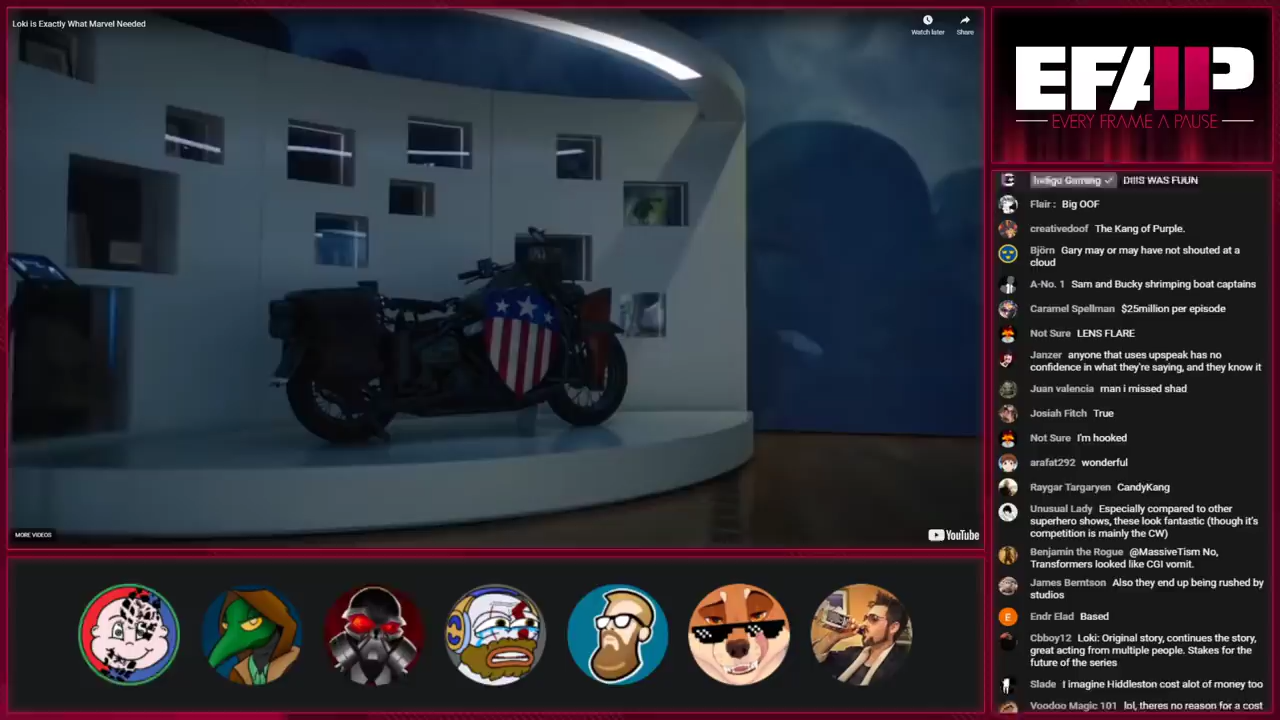 Loki is Exactly What Marvel Needed
Watch later
Share
MORE VIDEOS
YouTube
EFAP
EVERY FRAME A PAUSE
Indigo Gaming ✓ DIIIS WAS FUUN
Flair : Big OOF
creativedoof The Kang of Purple.
Björn Gary may or may have not shouted at a
cloud
A-No. 1 Sam and Bucky shrimping boat captains
Caramel Spellman $25million per episode
Not Sure LENS FLARE
Janzer anyone that uses upspeak has no
confidence in what they're saying, and they know it
Juan valencia man i missed shad
Josiah Fitch True
Not Sure I'm hooked
arafat292 wonderful
Raygar Targaryen CandyKang
Unusual Lady Especially compared to other
superhero shows, these look fantastic (though it's
competition is mainly the CW)
Benjamin the Rogue @MassiveTism No,
Transformers looked like CGI vomit.
James Berntson Also they end up being rushed by
studios
E Endr Elad Based
Cbboy12 Loki: Original story, continues the story,
great acting from multiple people. Stakes for the
future of the series
Slade I imagine Hiddleston cost alot of money too
Voodoo Magic 101 lol, theres no reason for a cost